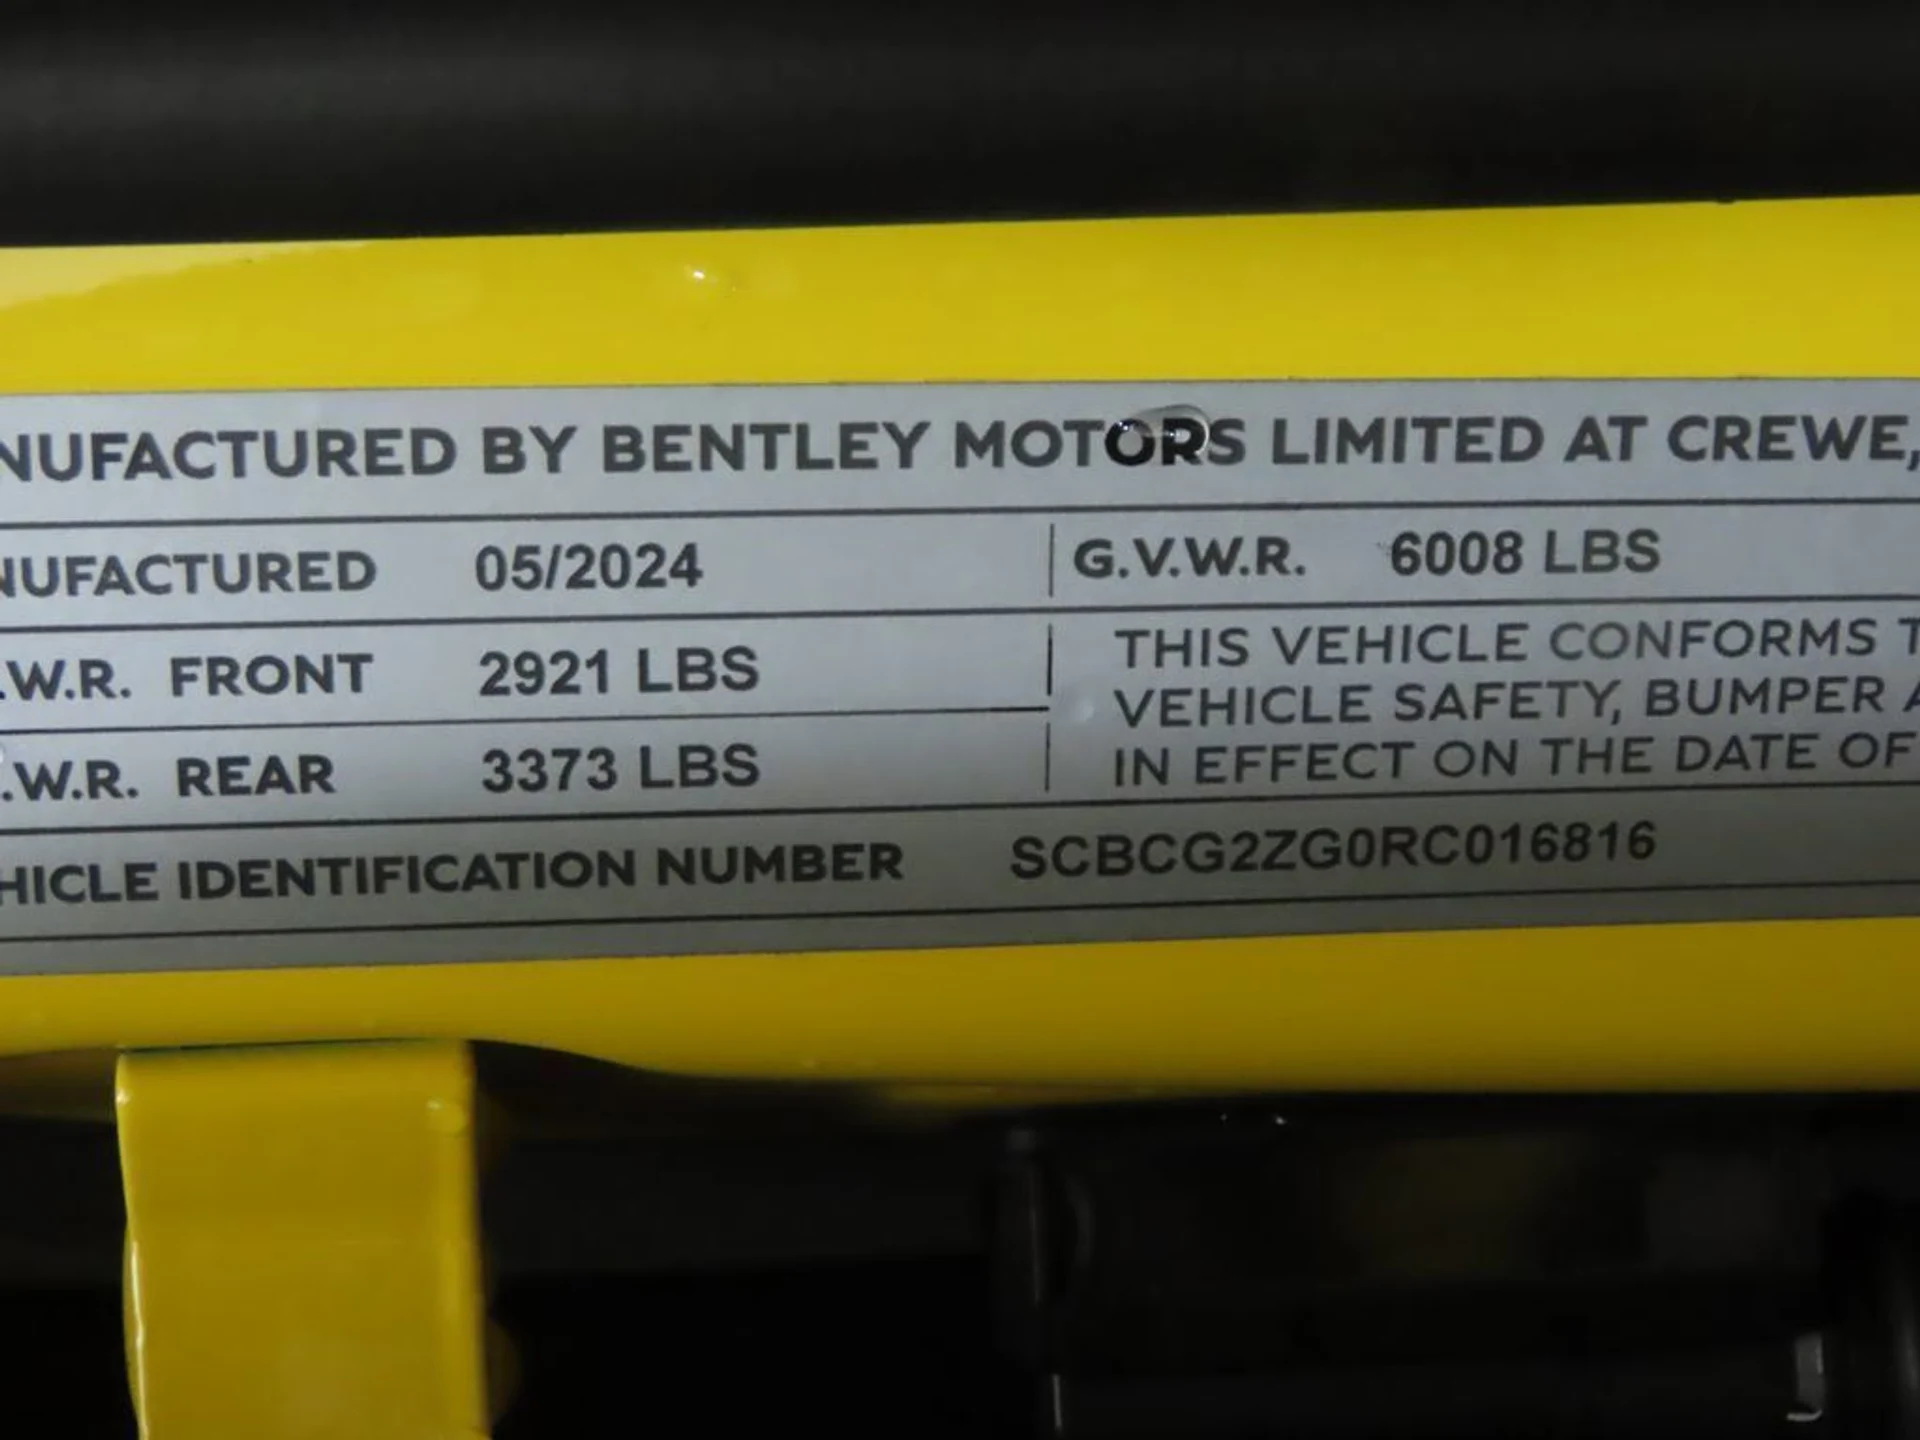 NUFACTURED BY BENTLEY MOTORS LIMITED AT CREWE,
NUFACTURED 05/2024 G.V.W.R. 6008 LBS
.W.R. FRONT 2921 LBS
THIS VEHICLE CONFORMS T
VEHICLE SAFETY, BUMPER A
.W.R. REAR 3373 LBS
IN EFFECT ON THE DATE OF
HICLE IDENTIFICATION NUMBER SCBCG2ZG0RC016816